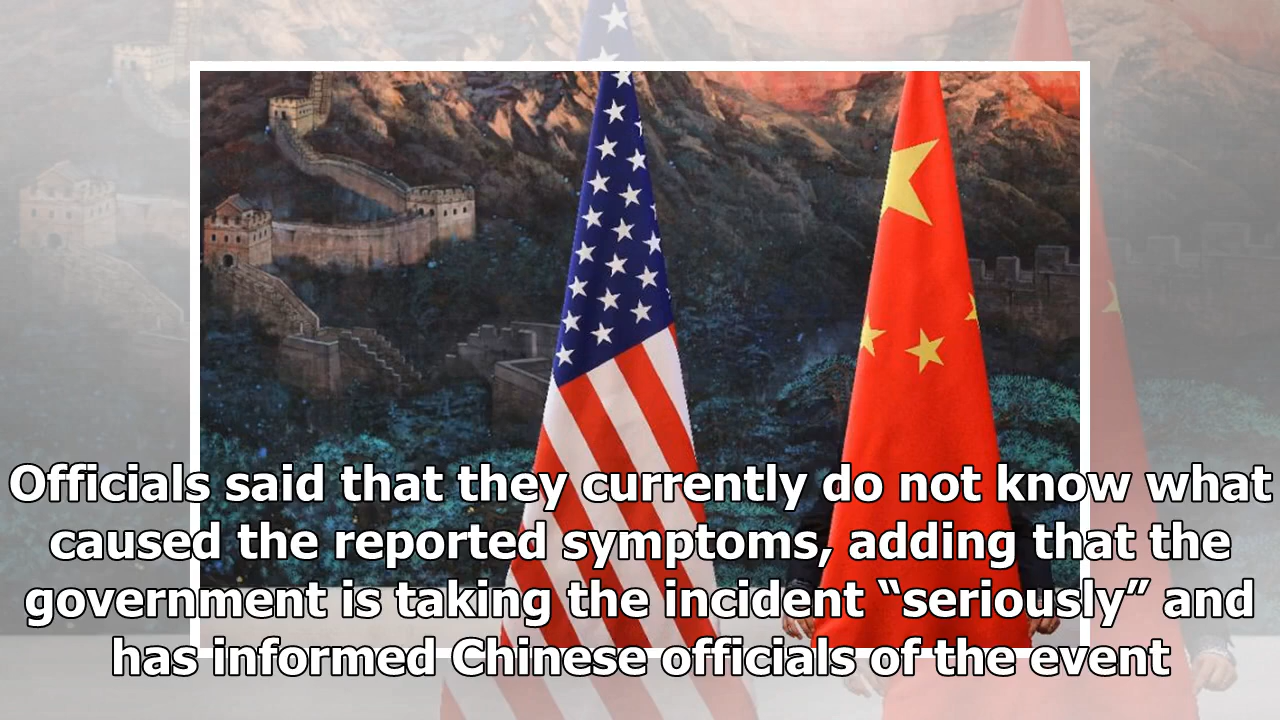 Officials said that they currently do not know what
caused the reported symptoms, adding that the
government is taking the incident “seriously” and
has informed Chinese officials of the event